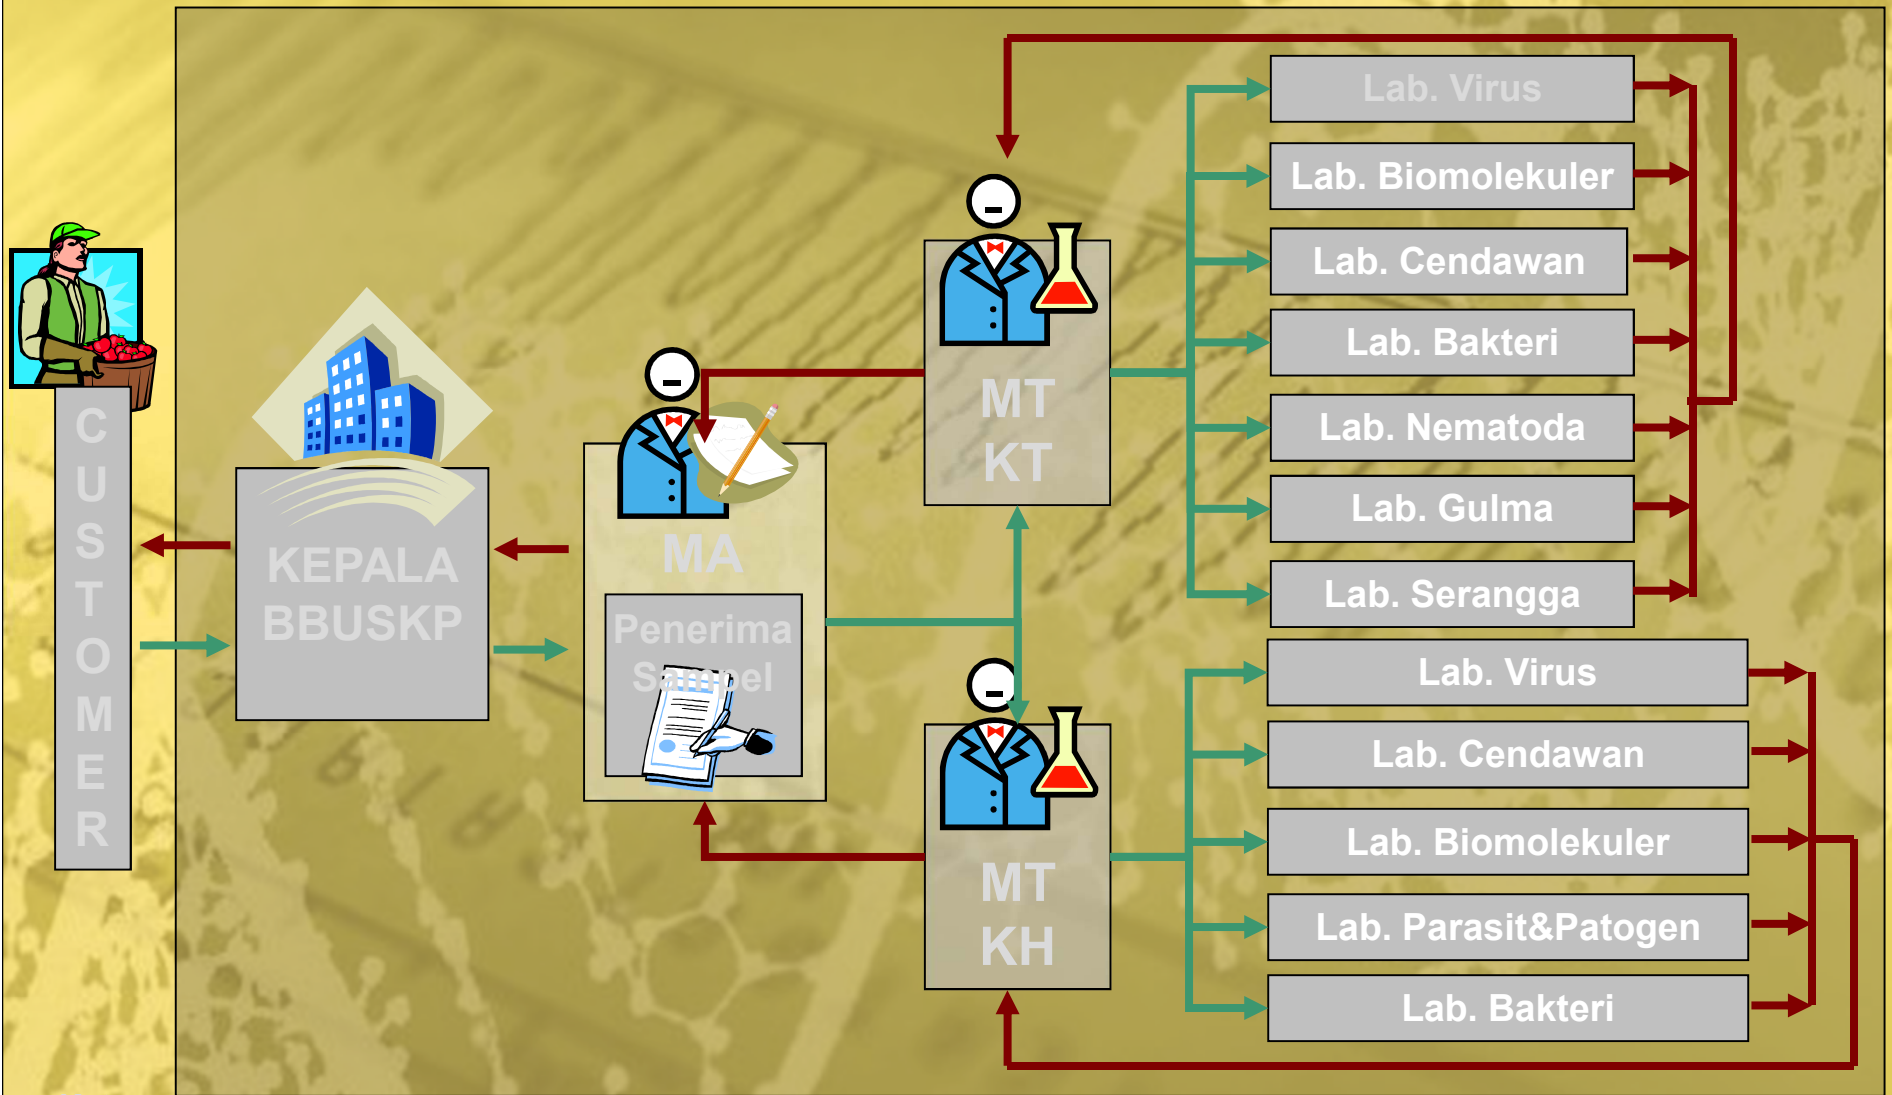 CUSTOMER
KEPALA
BBUSKP
MA
Penerima
Sampel
MT
KT
MT
KH
Lab. Virus
Lab. Biomolekuler
Lab. Cendawan
Lab. Bakteri
Lab. Nematoda
Lab. Gulma
Lab. Serangga
Lab. Virus
Lab. Cendawan
Lab. Biomolekuler
Lab. Parasit&Patogen
Lab. Bakteri